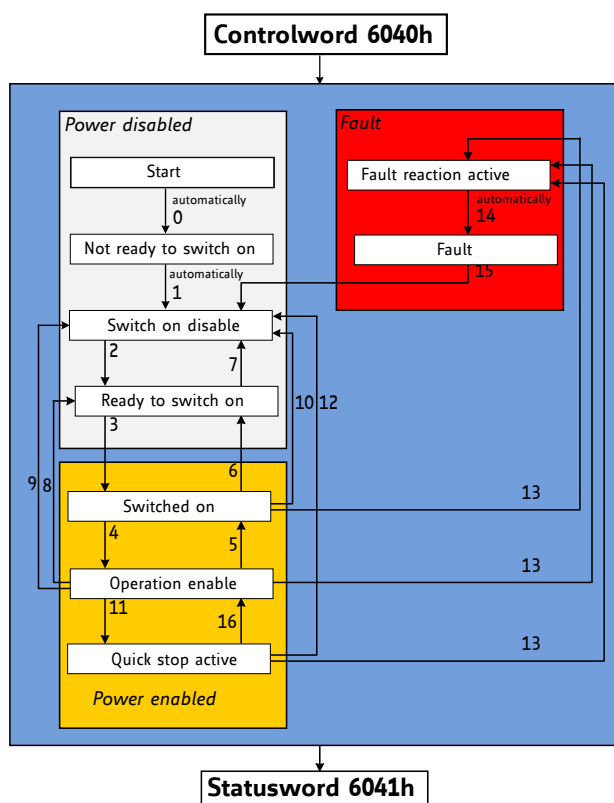 Controlword 6040h
Power disabled
Fault
Start
Fault reaction active
automatically
0
automatically
14
Not ready to switch on
Fault
automatically
1
15
Switch on disable
2
7
Ready to switch on
10
12
3
6
9
8
Switched on
13
4
5
Operation enable
13
11
16
Quick stop active
13
Power enabled
Statusword 6041h